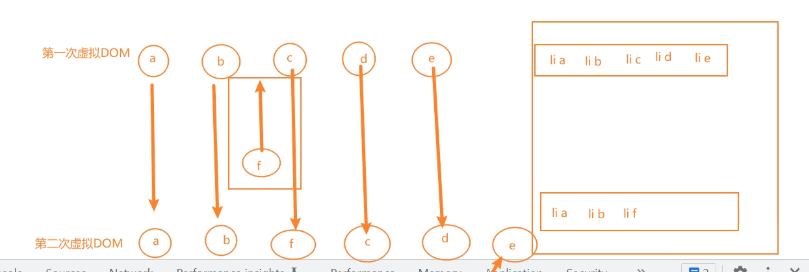 第一次虚拟DOM a b c d e
li a li b li c li d li e
f
第二次虚拟DOM a b f c d e
li a li b li f
Sources Network Performance insights Performance Memory Application Security